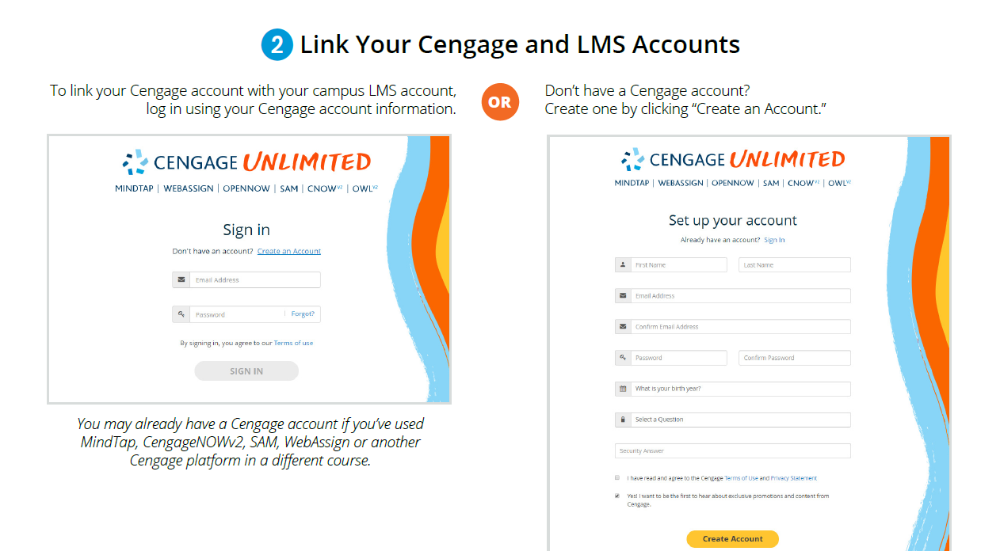 2 Link Your Cengage and LMS Accounts
To link your Cengage account with your campus LMS account,
log in using your Cengage account information.
OR
Don’t have a Cengage account?
Create one by clicking “Create an Account.”
CENGAGE UNLIMITED
MINDTAP | WEBASSIGN | OPENNOW | SAM | CNOWv2 | OWLv2
Sign in
Don't have an account? Create an Account
Email Address
Password | Forgot?
By signing in, you agree to our Terms of use
SIGN IN
You may already have a Cengage account if you’ve used
MindTap, CengageNOWv2, SAM, WebAssign or another
Cengage platform in a different course.
CENGAGE UNLIMITED
MINDTAP | WEBASSIGN | OPENNOW | SAM | CNOWv2 | OWLv2
Set up your account
Already have an account? Sign In
First Name Last Name
Email Address
Confirm Email Address
Password Confirm Password
What is your birth year?
Select a Question
Security Answer
I have read and agree to the Cengage Terms of Use and Privacy Statement
Yes! I want to be the first to hear about exclusive promotions and content from
Cengage.
Create Account